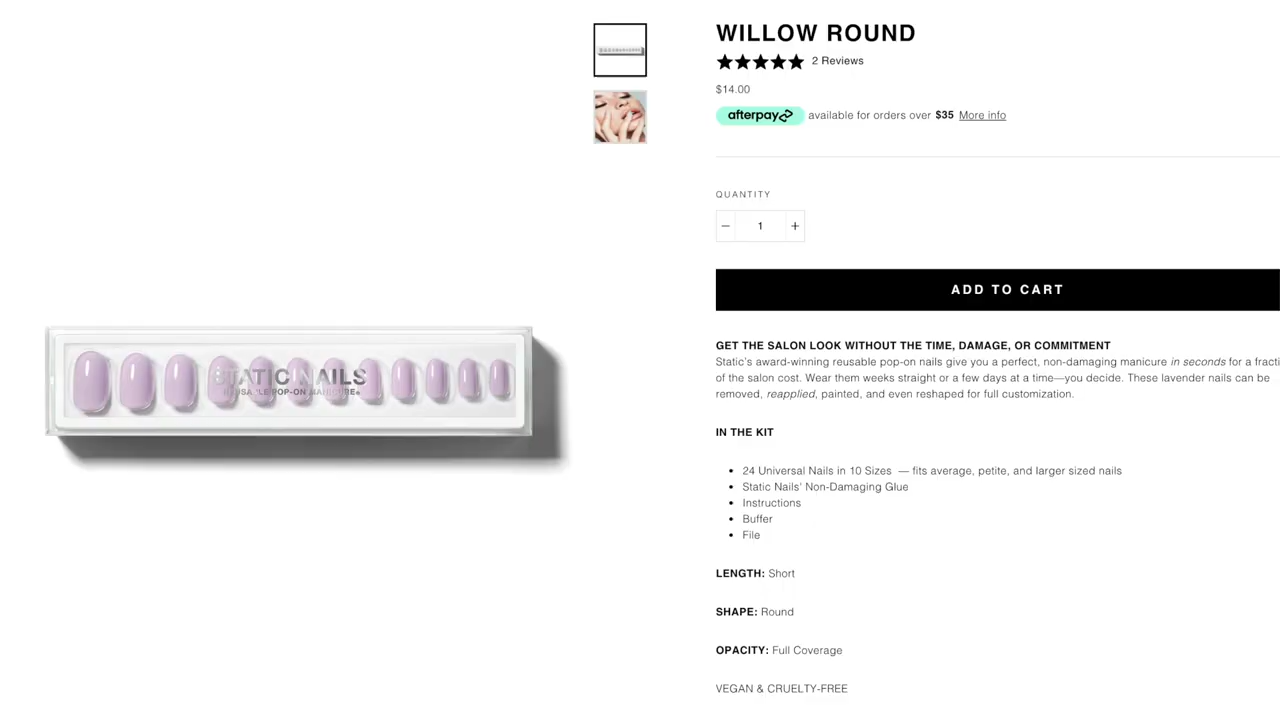 WILLOW ROUND
2 Reviews
$14.00
afterpay available for orders over $35 More info
QUANTITY
− 1 +
ADD TO CART
STATIC NAILS
REUSABLE POP-ON MANICURE
GET THE SALON LOOK WITHOUT THE TIME, DAMAGE, OR COMMITMENT
Static's award-winning reusable pop-on nails give you a perfect, non-damaging manicure in seconds for a fracti
of the salon cost. Wear them weeks straight or a few days at a time—you decide. These lavender nails can be
removed, reapplied, painted, and even reshaped for full customization.
IN THE KIT
• 24 Universal Nails in 10 Sizes — fits average, petite, and larger sized nails
• Static Nails' Non-Damaging Glue
• Instructions
• Buffer
• File
LENGTH: Short
SHAPE: Round
OPACITY: Full Coverage
VEGAN & CRUELTY-FREE